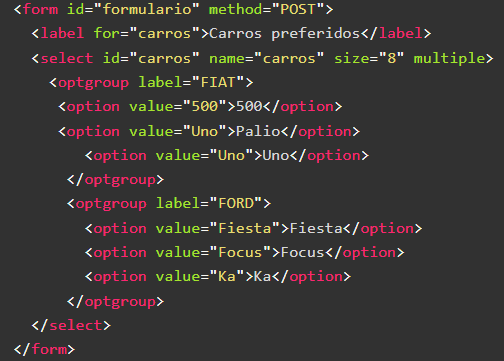 <form id="formulario" method="POST">
<label for="carros">Carros preferidos</label>
<select id="carros" name="carros" size="8" multiple>
<optgroup label="FIAT">
<option value="500">500</option>
<option value="Uno">Palio</option>
<option value="Uno">Uno</option>
</optgroup>
<optgroup label="FORD">
<option value="Fiesta">Fiesta</option>
<option value="Focus">Focus</option>
<option value="Ka">Ka</option>
</optgroup>
</select>
</form>